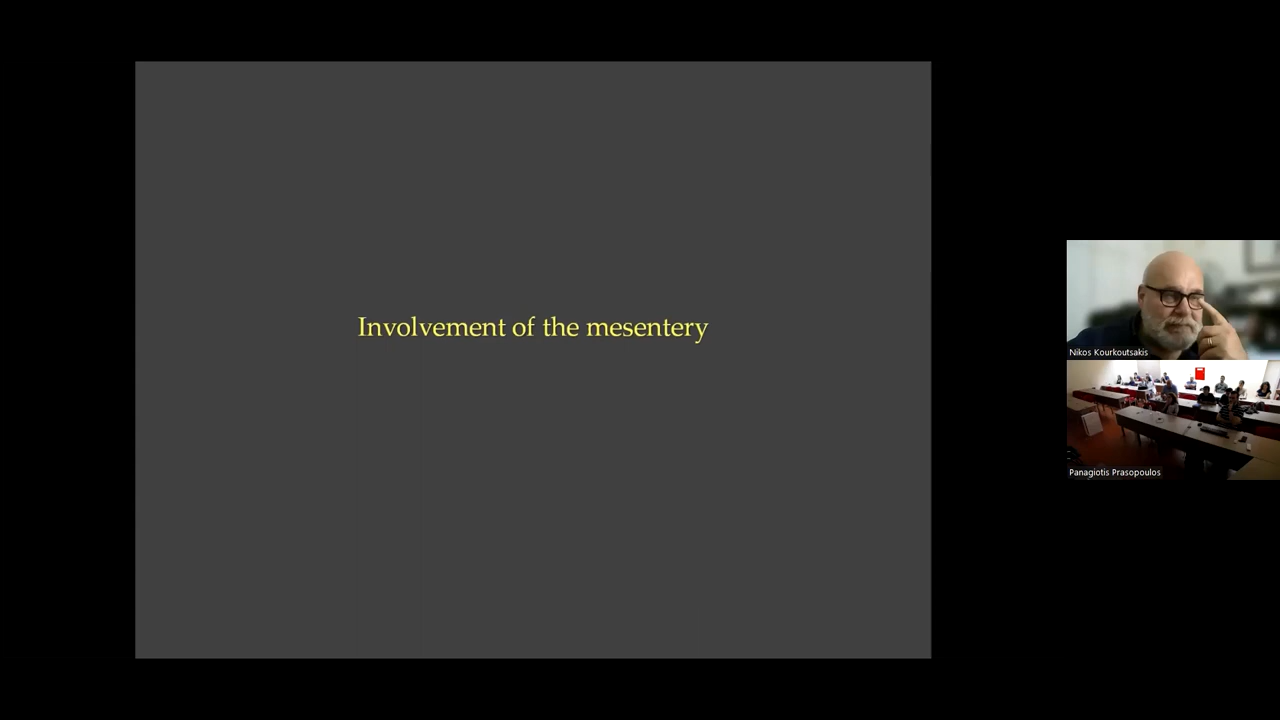 Involvement of the mesentery
Nikos Kourkoutsakis
Panagiotis Prasopoulos